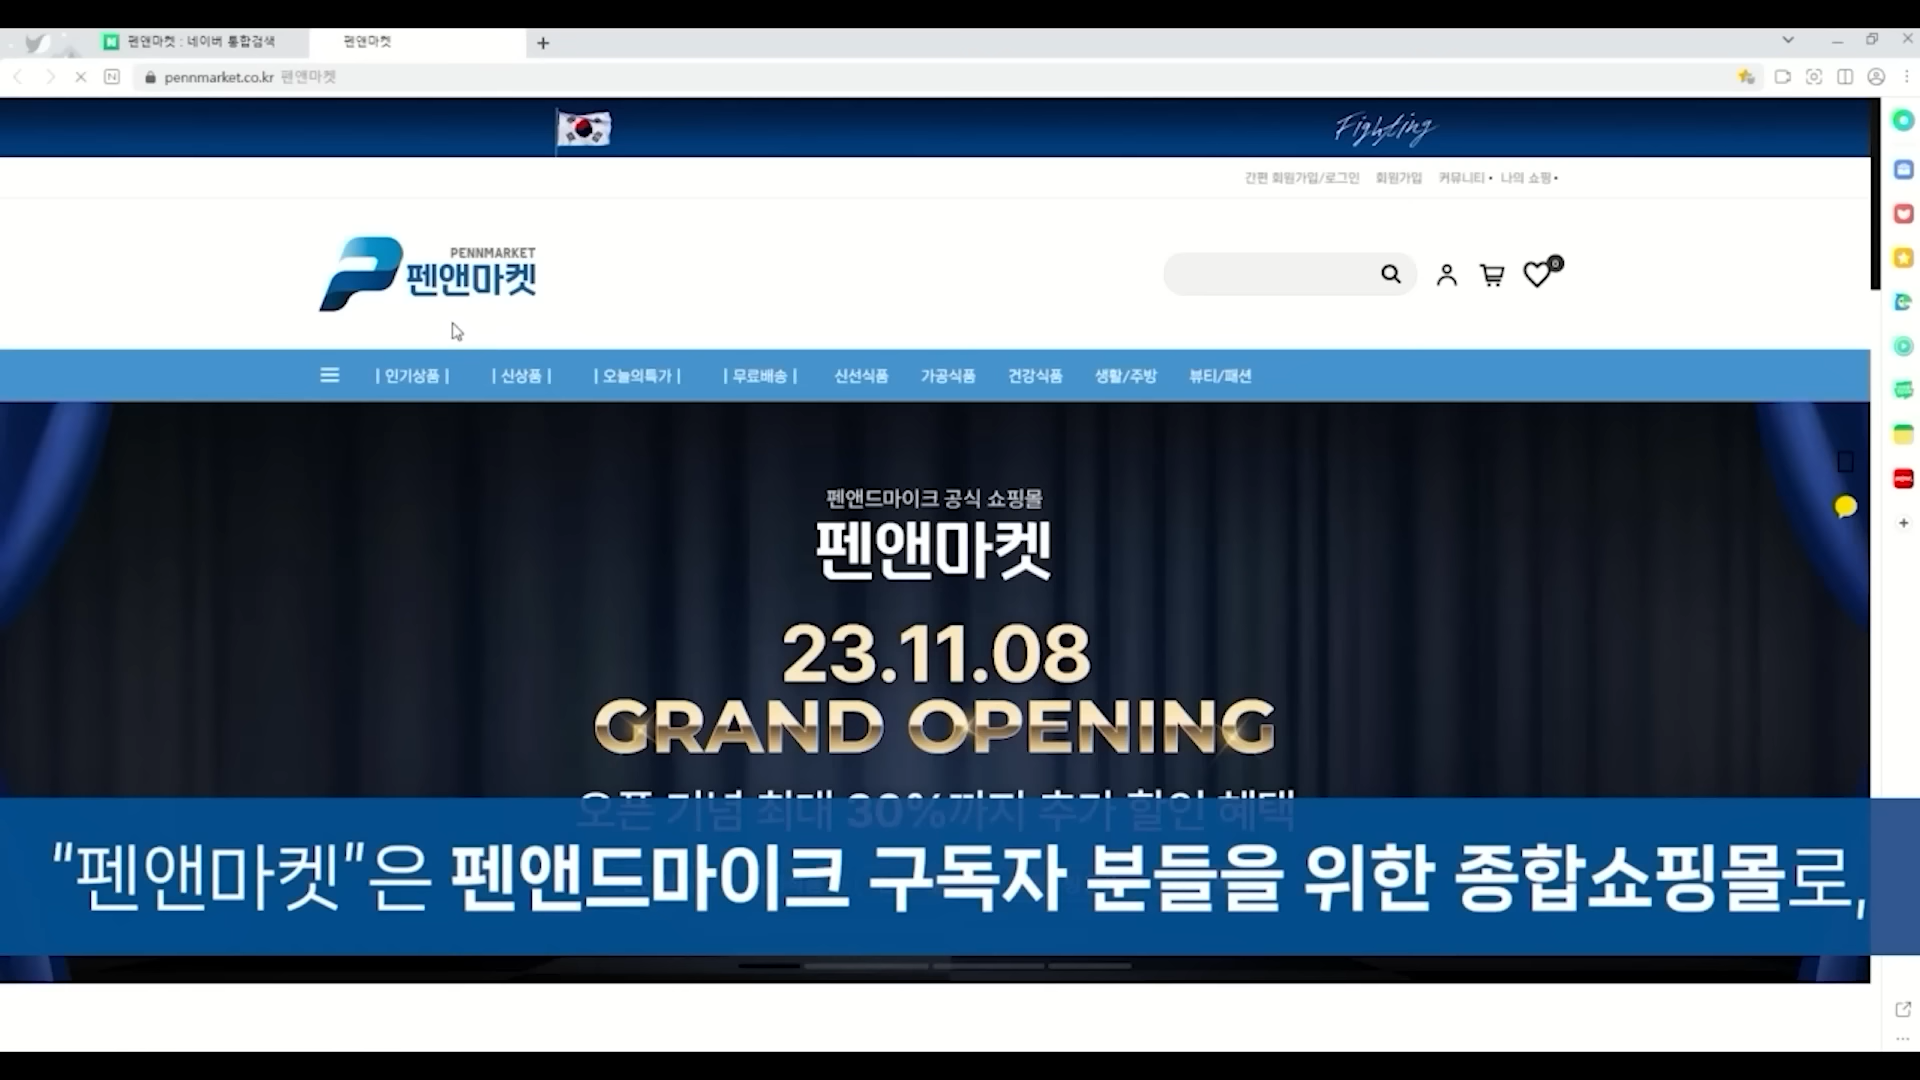 펜앤마켓 : 네이버 통합검색
펜앤마켓
pennmarket.co.kr 펜앤마켓
Fighting
간편 회원가입/로그인 회원가입 커뮤니티 나의 쇼핑
PENNMARKET
펜앤마켓
0
| 인기상품 | | 신상품 | | 오늘의특가 | | 무료배송 | 신선식품 가공식품 건강식품 생활/주방 뷰티/패션
펜앤드마이크 공식 쇼핑몰
펜앤마켓
23.11.08
GRAND OPENING
오픈 기념 최대 30%까지 추가 할인 혜택
"펜앤마켓"은 펜앤드마이크 구독자 분들을 위한 종합쇼핑몰로,